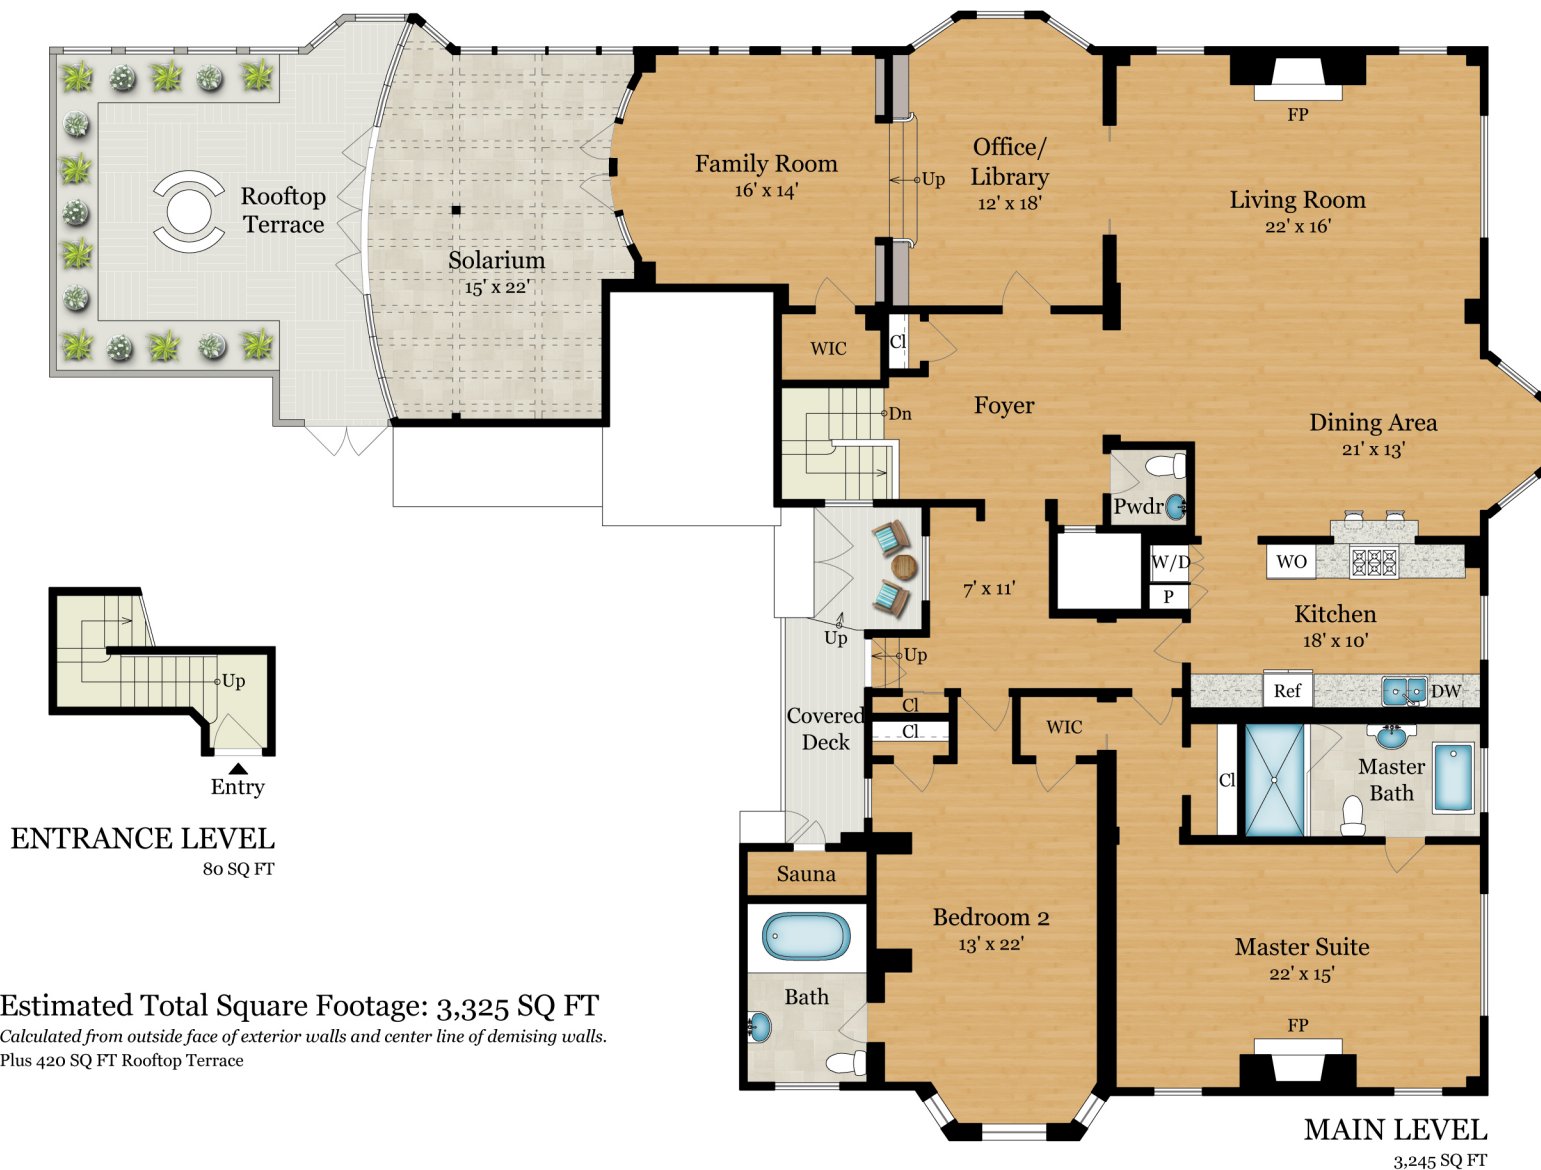 FP
Family Room
16' x 14'
Office/
Library
12' x 18'
Up
Living Room
22' x 16'
Rooftop
Terrace
Solarium
15' x 22'
WIC
Cl
Foyer
Dn
Dining Area
21' x 13'
Pwdr
W/D
P
WO
7' x 11'
Kitchen
18' x 10'
Up
Up
Ref
DW
Cl
Cl
WIC
Covered
Deck
Cl
Master
Bath
Up
Entry
ENTRANCE LEVEL
80 SQ FT
Sauna
Bedroom 2
13' x 22'
Master Suite
22' x 15'
Bath
FP
Estimated Total Square Footage: 3,325 SQ FT
Calculated from outside face of exterior walls and center line of demising walls.
Plus 420 SQ FT Rooftop Terrace
MAIN LEVEL
3,245 SQ FT